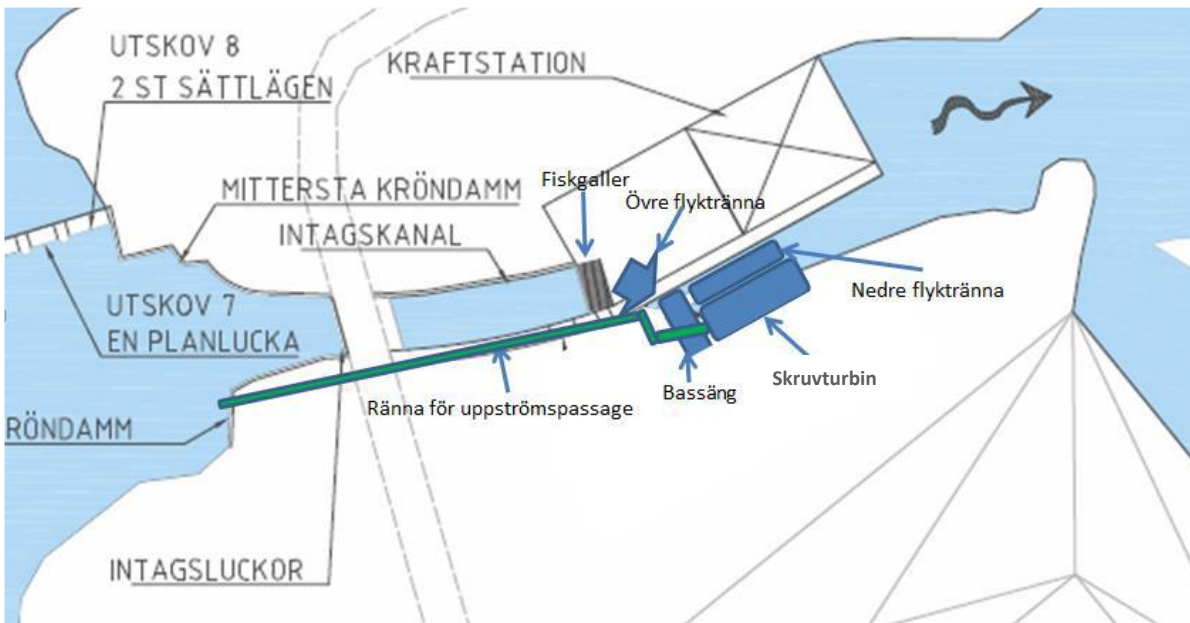 UTSKOV 8
2 ST SÄTTLÄGEN
KRAFTSTATION
MITTERSTA KRÖNDAMM
Fiskgaller
Övre flyktränna
INTAGSKANAL
UTSKOV 7
EN PLANLUCKA
Nedre flyktränna
Skruvturbin
Bassäng
Ränna för uppströmspassage
RÖNDAMM
INTAGSLUCKOR